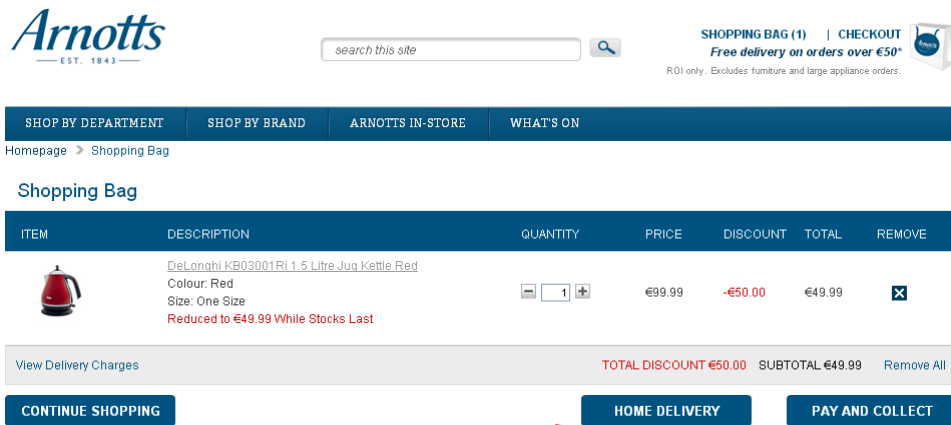 Arnotts
EST. 1843
search this site
SHOPPING BAG (1) | CHECKOUT
Free delivery on orders over €50*
ROI only. Excludes furniture and large appliance orders.
SHOP BY DEPARTMENT SHOP BY BRAND ARNOTTS IN-STORE WHAT'S ON
Homepage > Shopping Bag
Shopping Bag
ITEM DESCRIPTION QUANTITY PRICE DISCOUNT TOTAL REMOVE
DeLonghi KB03001Ri 1.5 Litre Jug Kettle Red
Colour: Red
Size: One Size
Reduced to €49.99 While Stocks Last
1 €99.99 -€50.00 €49.99
View Delivery Charges TOTAL DISCOUNT €50.00 SUBTOTAL €49.99 Remove All
CONTINUE SHOPPING HOME DELIVERY PAY AND COLLECT